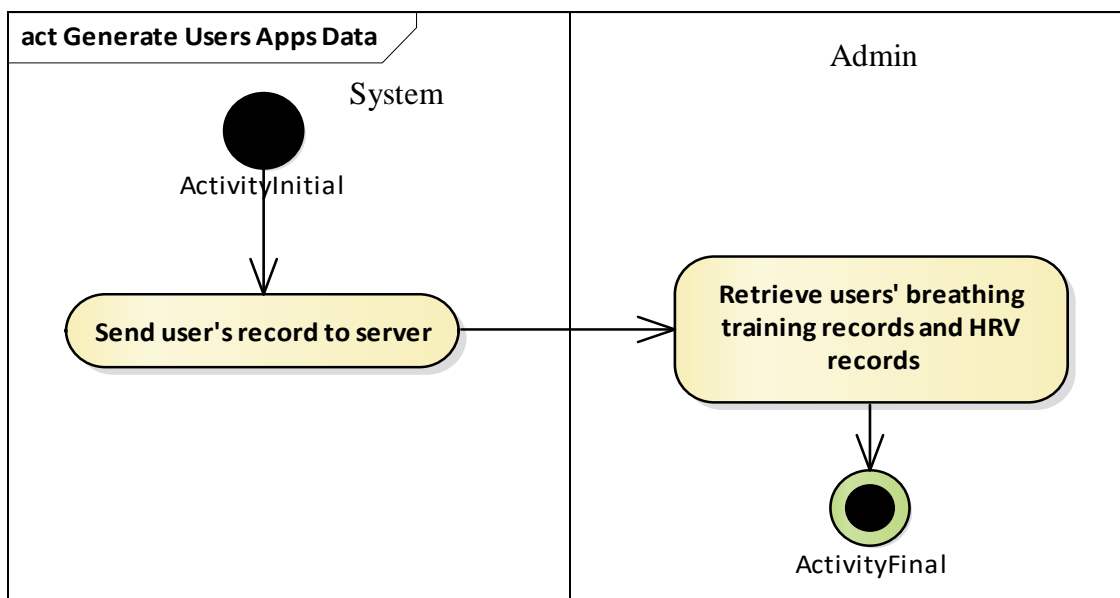 act Generate Users Apps Data
System
Admin
ActivityInitial
Send user's record to server
Retrieve users' breathing
training records and HRV
records
ActivityFinal